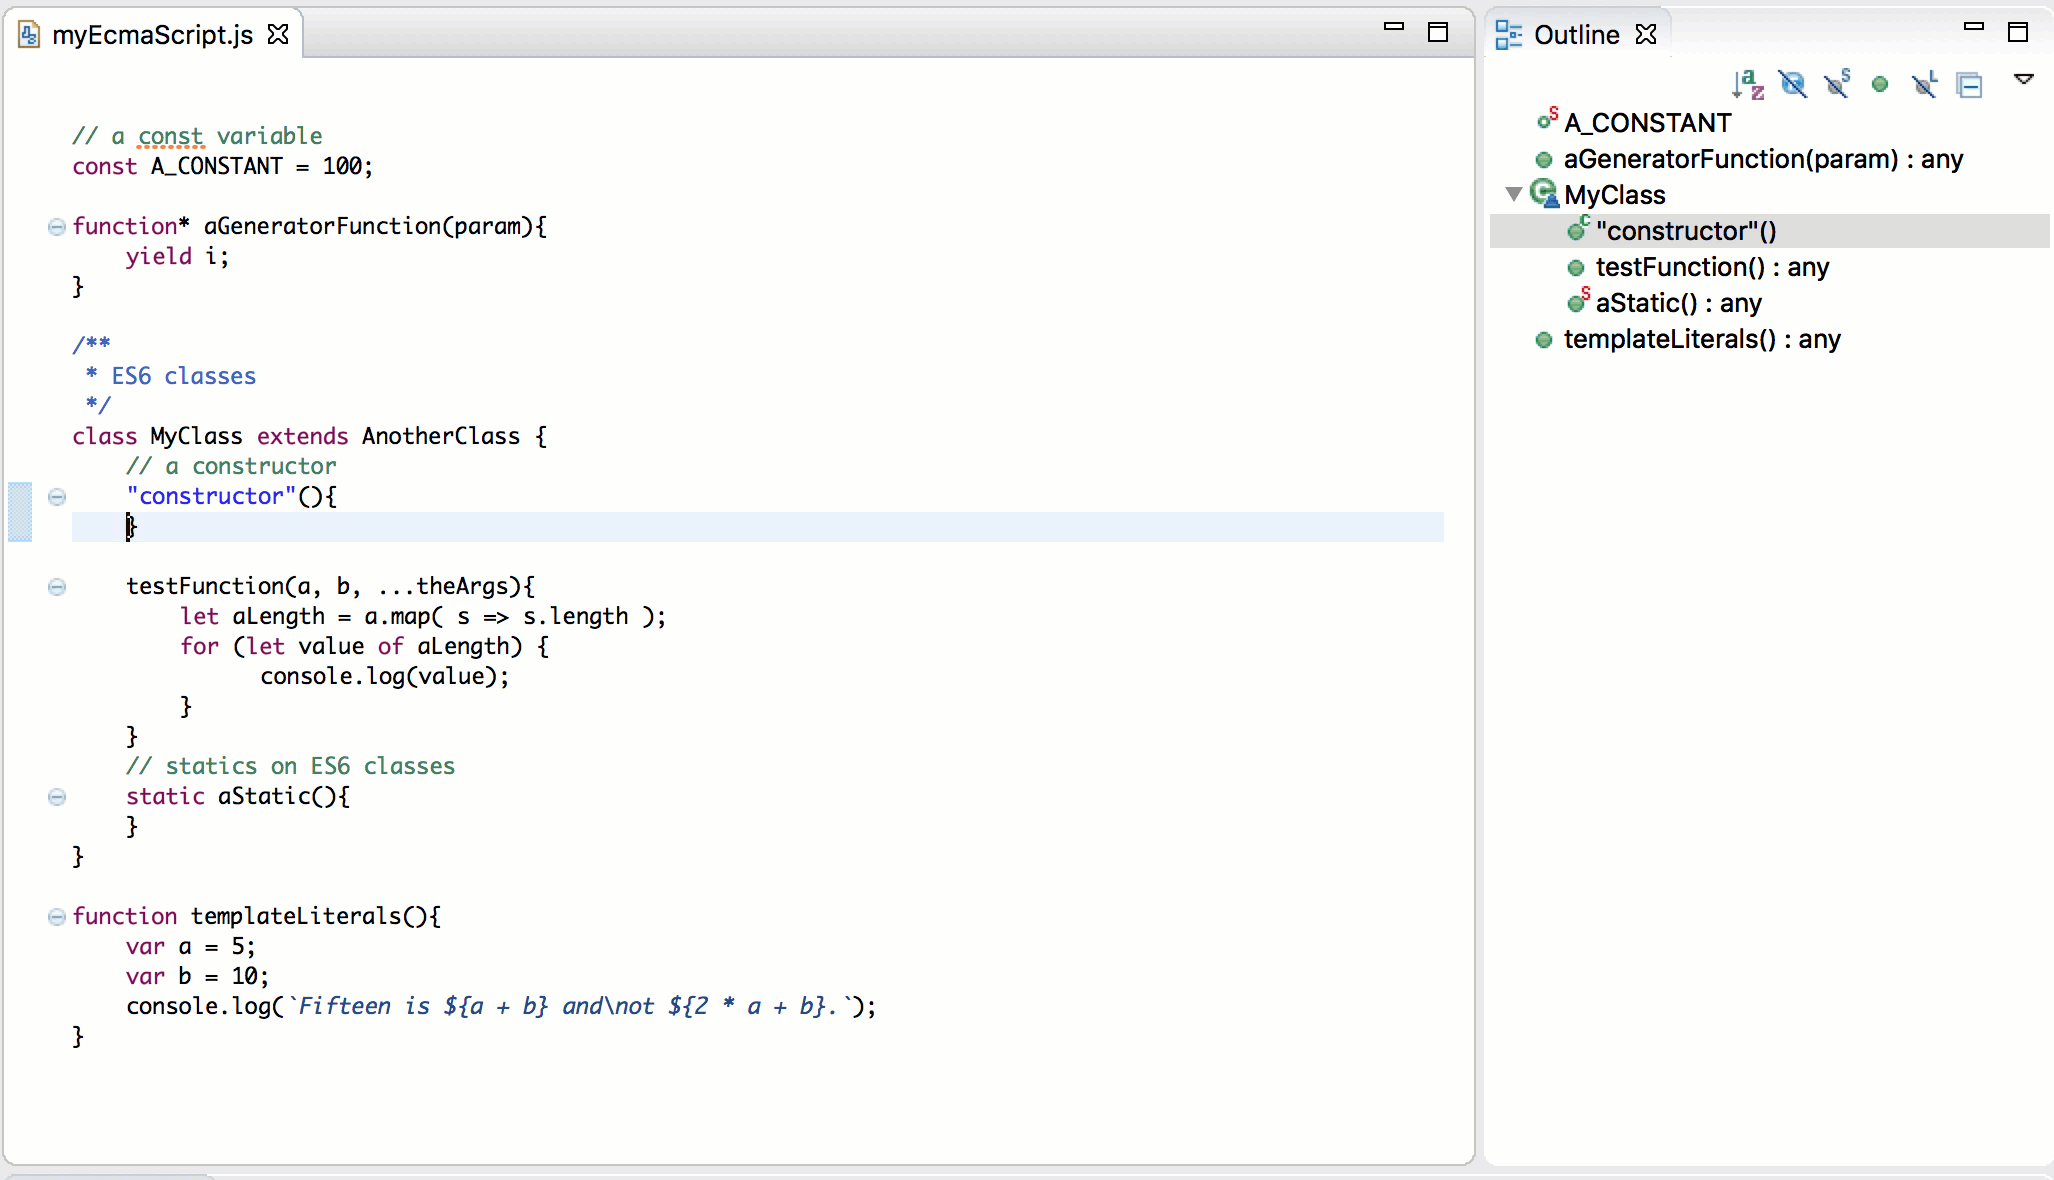 myEcmaScript.js
// a const variable
const A_CONSTANT = 100;
function* aGeneratorFunction(param){
yield i;
}
/**
* ES6 classes
*/
class MyClass extends AnotherClass {
// a constructor
"constructor"(){
}
testFunction(a, b, ...theArgs){
let aLength = a.map( s => s.length );
for (let value of aLength) {
console.log(value);
}
}
// statics on ES6 classes
static aStatic(){
}
}
function templateLiterals(){
var a = 5;
var b = 10;
console.log(`Fifteen is ${a + b} and\not ${2 * a + b}.`);
}
Outline
A_CONSTANT
aGeneratorFunction(param) : any
MyClass
"constructor"()
testFunction() : any
aStatic() : any
templateLiterals() : any